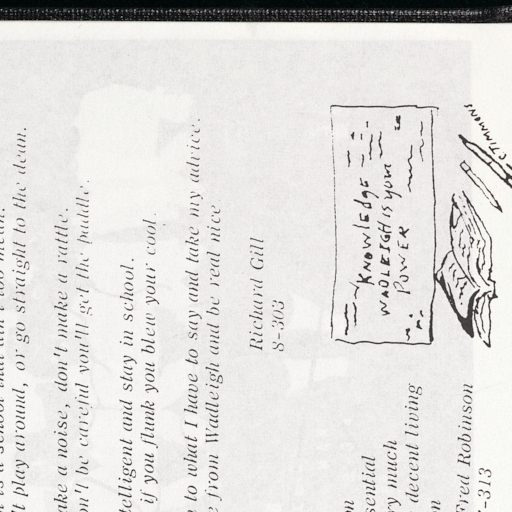 is a school that ain't too mean.
't play around, or go straight to the dean.
ake a noise, don't make a rattle.
n't be careful you'll get the paddle.
telligent and stay in school.
if you flunk you blew your cool.
to what I have to say and take my advice.
e from Wadleigh and be real nice
Richard Gill
8-303
KNOWledge
WADLEIGH is your
POWER
TIMMONS
on
sential
ry much
decent living
on
Fred Robinson
-313